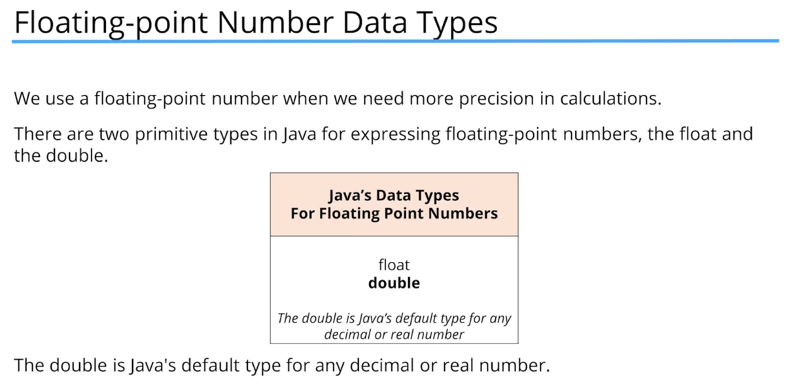 Floating-point Number Data Types
We use a floating-point number when we need more precision in calculations.
There are two primitive types in Java for expressing floating-point numbers, the float and
the double.
Java’s Data Types
For Floating Point Numbers
float
double
The double is Java’s default type for any
decimal or real number
The double is Java's default type for any decimal or real number.